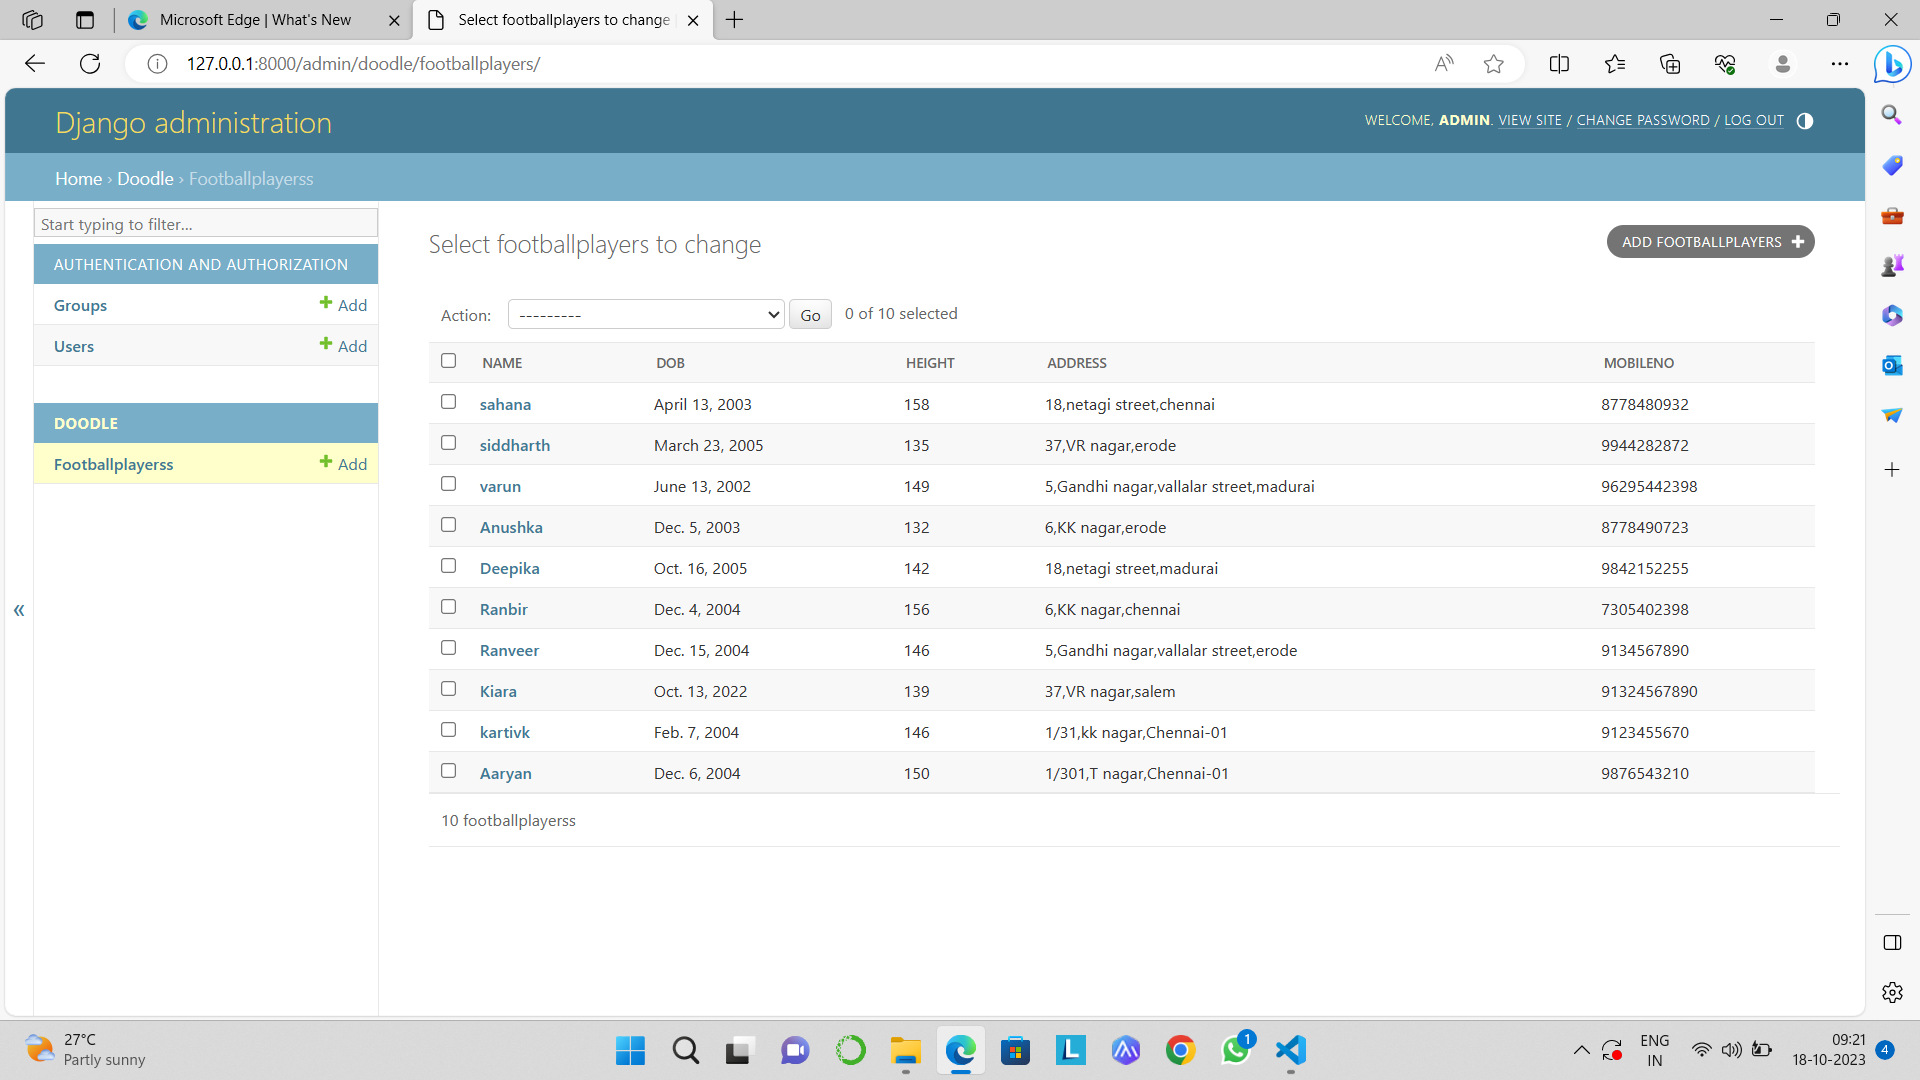 Microsoft Edge | What's New
Select footballplayers to change |
127.0.0.1:8000/admin/doodle/footballplayers/
Django administration
WELCOME, ADMIN. VIEW SITE / CHANGE PASSWORD / LOG OUT
Home › Doodle › Footballplayerss
Start typing to filter...
AUTHENTICATION AND AUTHORIZATION
Groups + Add
Users + Add
DOODLE
Footballplayerss + Add
«
Select footballplayers to change
ADD FOOTBALLPLAYERS +
Action: --------- Go 0 of 10 selected
NAME DOB HEIGHT ADDRESS MOBILENO
sahana April 13, 2003 158 18,netagi street,chennai 8778480932
siddharth March 23, 2005 135 37,VR nagar,erode 9944282872
varun June 13, 2002 149 5,Gandhi nagar,vallalar street,madurai 96295442398
Anushka Dec. 5, 2003 132 6,KK nagar,erode 8778490723
Deepika Oct. 16, 2005 142 18,netagi street,madurai 9842152255
Ranbir Dec. 4, 2004 156 6,KK nagar,chennai 7305402398
Ranveer Dec. 15, 2004 146 5,Gandhi nagar,vallalar street,erode 9134567890
Kiara Oct. 13, 2022 139 37,VR nagar,salem 91324567890
kartivk Feb. 7, 2004 146 1/31,kk nagar,Chennai-01 9123455670
Aaryan Dec. 6, 2004 150 1/301,T nagar,Chennai-01 9876543210
10 footballplayerss
27°C
Partly sunny
1
ENG
IN
09:21
18-10-2023
4